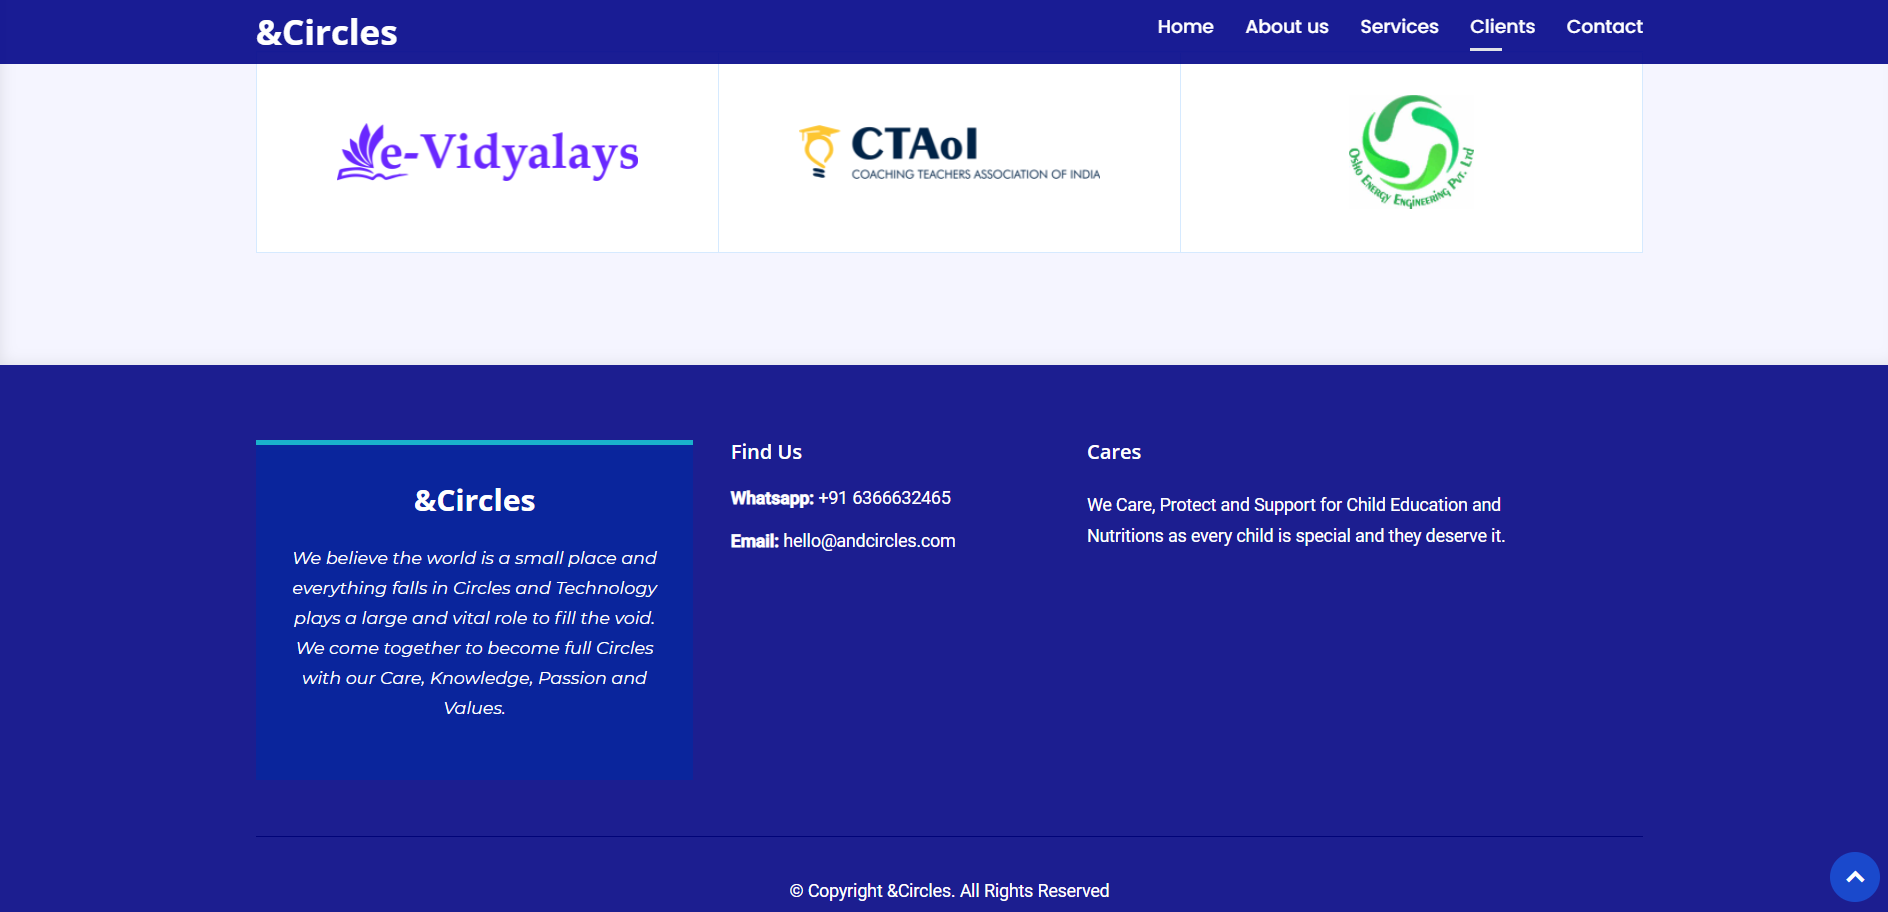 &Circles
Home About us Services Clients Contact
e-Vidyalays
CTAoI
COACHING TEACHERS ASSOCIATION OF INDIA
Osho Energy Engineering Pvt. Ltd
&Circles
We believe the world is a small place and
everything falls in Circles and Technology
plays a large and vital role to fill the void.
We come together to become full Circles
with our Care, Knowledge, Passion and
Values.
Find Us
Whatsapp: +91 6366632465
Email: hello@andcircles.com
Cares
We Care, Protect and Support for Child Education and
Nutritions as every child is special and they deserve it.
© Copyright &Circles. All Rights Reserved